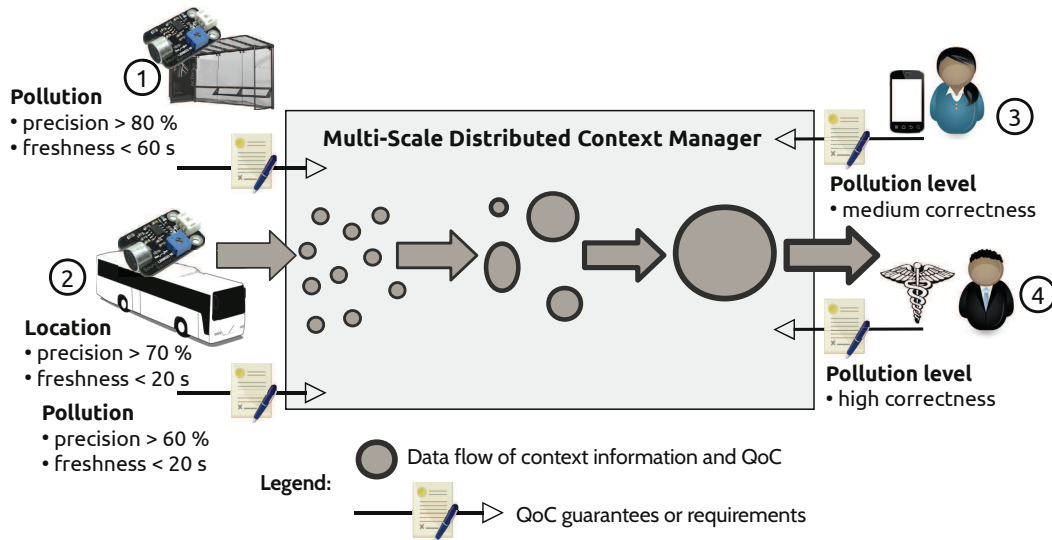 1
Pollution
• precision > 80 %
• freshness < 60 s
2
Location
• precision > 70 %
• freshness < 20 s
Pollution
• precision > 60 %
• freshness < 20 s
Multi-Scale Distributed Context Manager
3
Pollution level
• medium correctness
4
Pollution level
• high correctness
Legend:
Data flow of context information and QoC
QoC guarantees or requirements